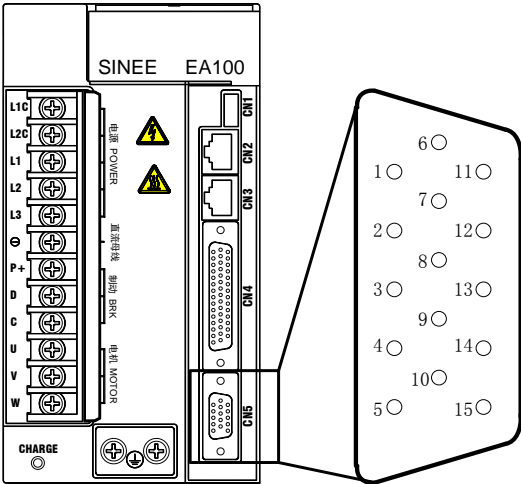 SINEE EA100
L1C
L2C
L1
L2
L3
⊖
P+
D
C
U
V
W
电源 POWER
直流母线
制动 BRK
电机 MOTOR
CN1
CN2
CN3
CN4
CN5
CHARGE
6
1 11
7
2 12
8
3 13
9
4 14
10
5 15